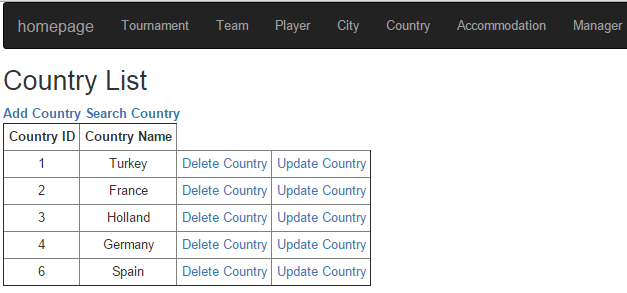 homepage Tournament Team Player City Country Accommodation Manager
Country List
Add Country Search Country
Country ID Country Name
1 Turkey Delete Country Update Country
2 France Delete Country Update Country
3 Holland Delete Country Update Country
4 Germany Delete Country Update Country
6 Spain Delete Country Update Country